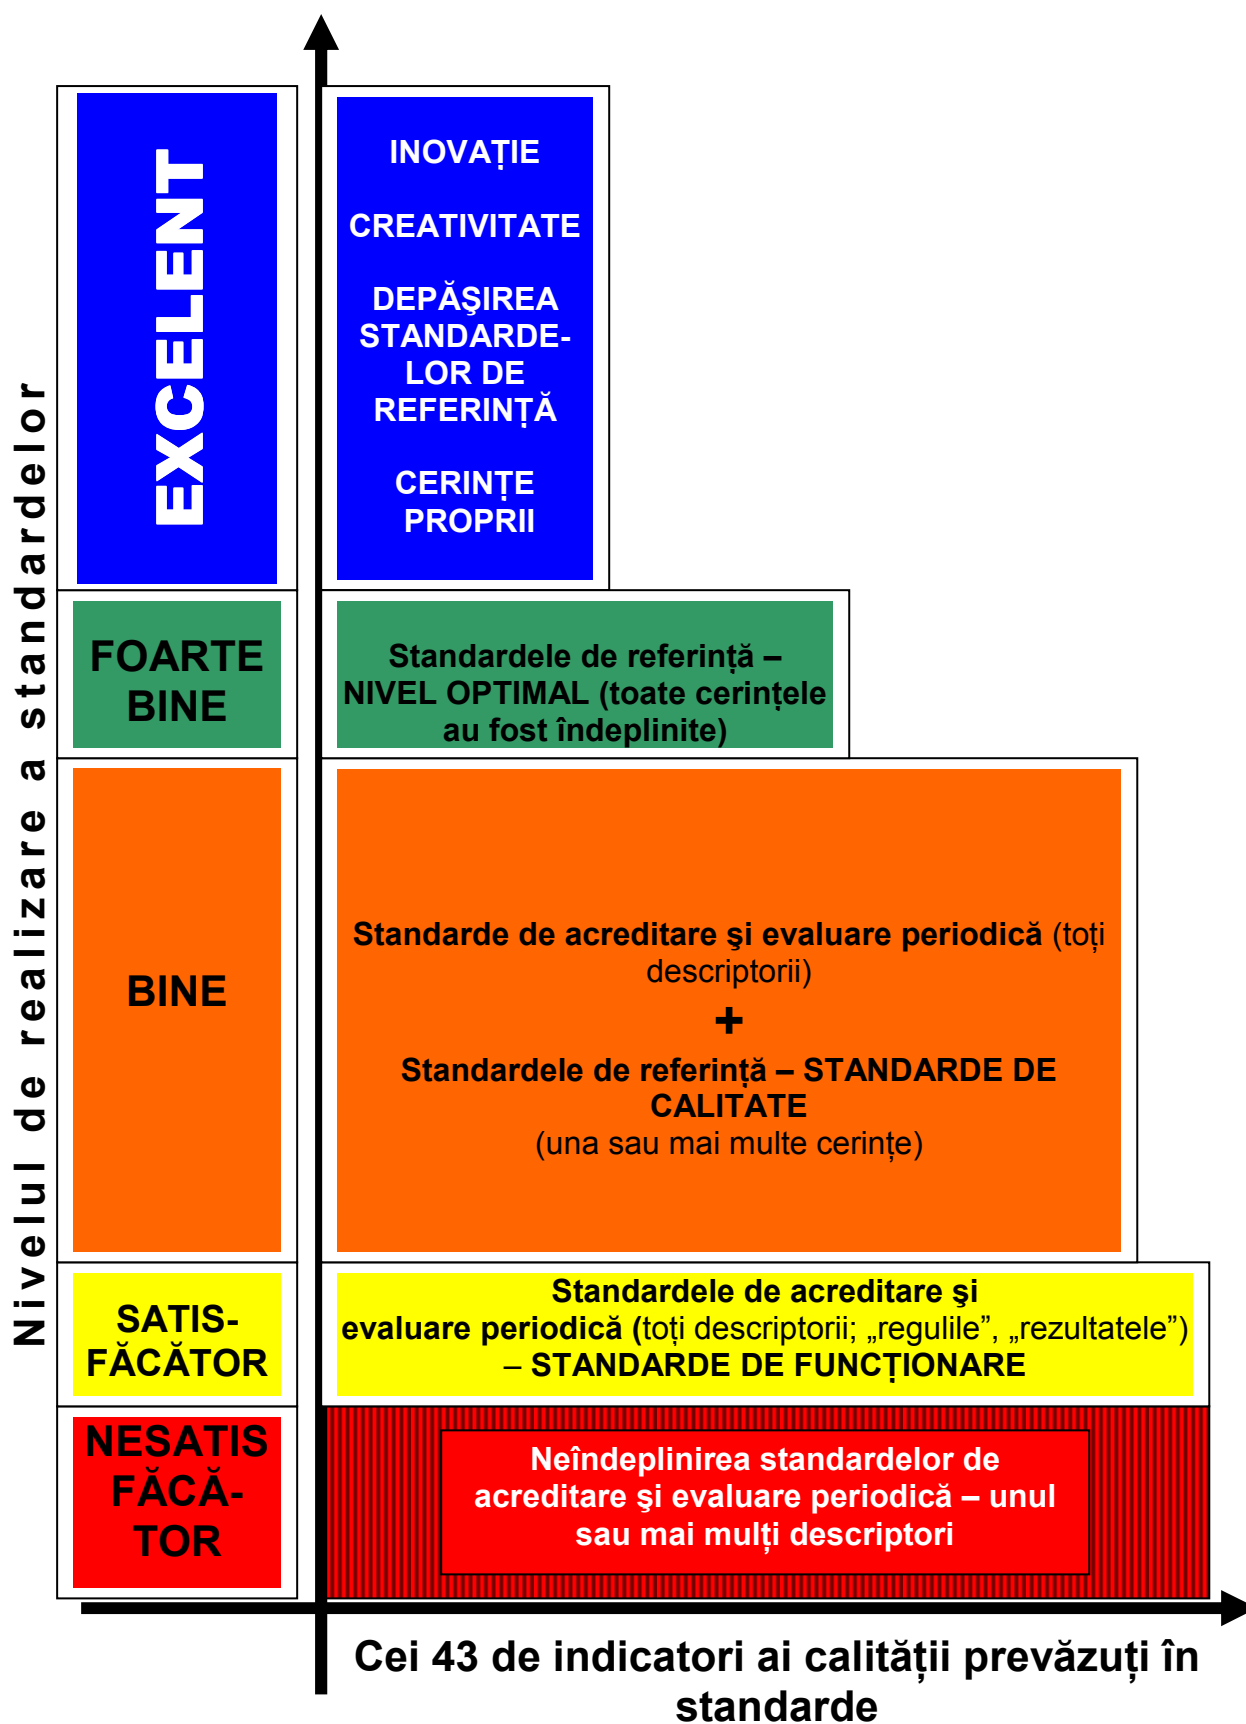 Nivelul de realizare a standardelor
EXCELENT
INOVAȚIE
CREATIVITATE
DEPĂŞIREA
STANDARDE-
LOR DE
REFERINȚĂ
CERINȚE
PROPRII
FOARTE
BINE
Standardele de referință –
NIVEL OPTIMAL (toate cerințele
au fost îndeplinite)
BINE
Standarde de acreditare şi evaluare periodică (toți
descriptorii)
+
Standardele de referință – STANDARDE DE
CALITATE
(una sau mai multe cerințe)
SATIS-
FĂCĂTOR
Standardele de acreditare şi
evaluare periodică (toți descriptorii; „regulile”, „rezultatele”)
– STANDARDE DE FUNCȚIONARE
NESATIS
FĂCĂ-
TOR
Neîndeplinirea standardelor de
acreditare şi evaluare periodică – unul
sau mai mulți descriptori
Cei 43 de indicatori ai calității prevăzuți în
standarde